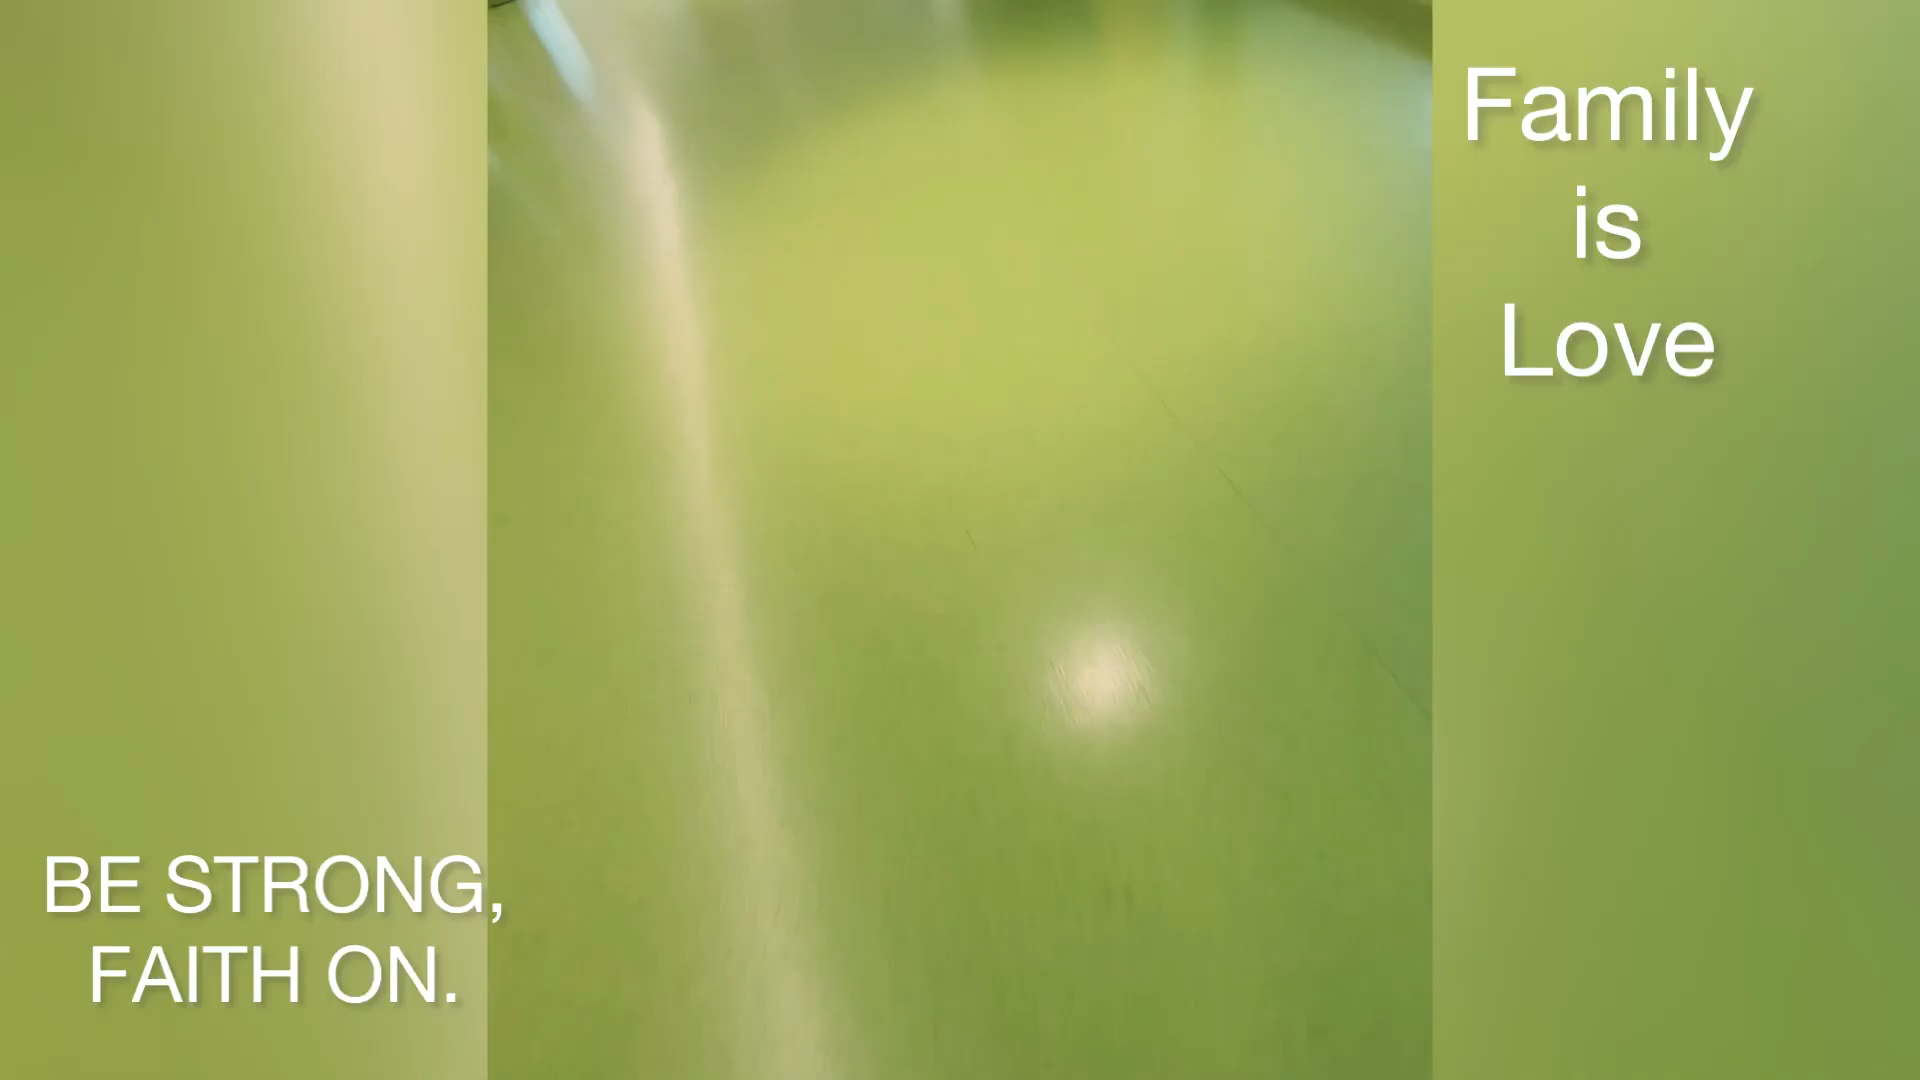 Family
is
Love
BE STRONG,
FAITH ON.